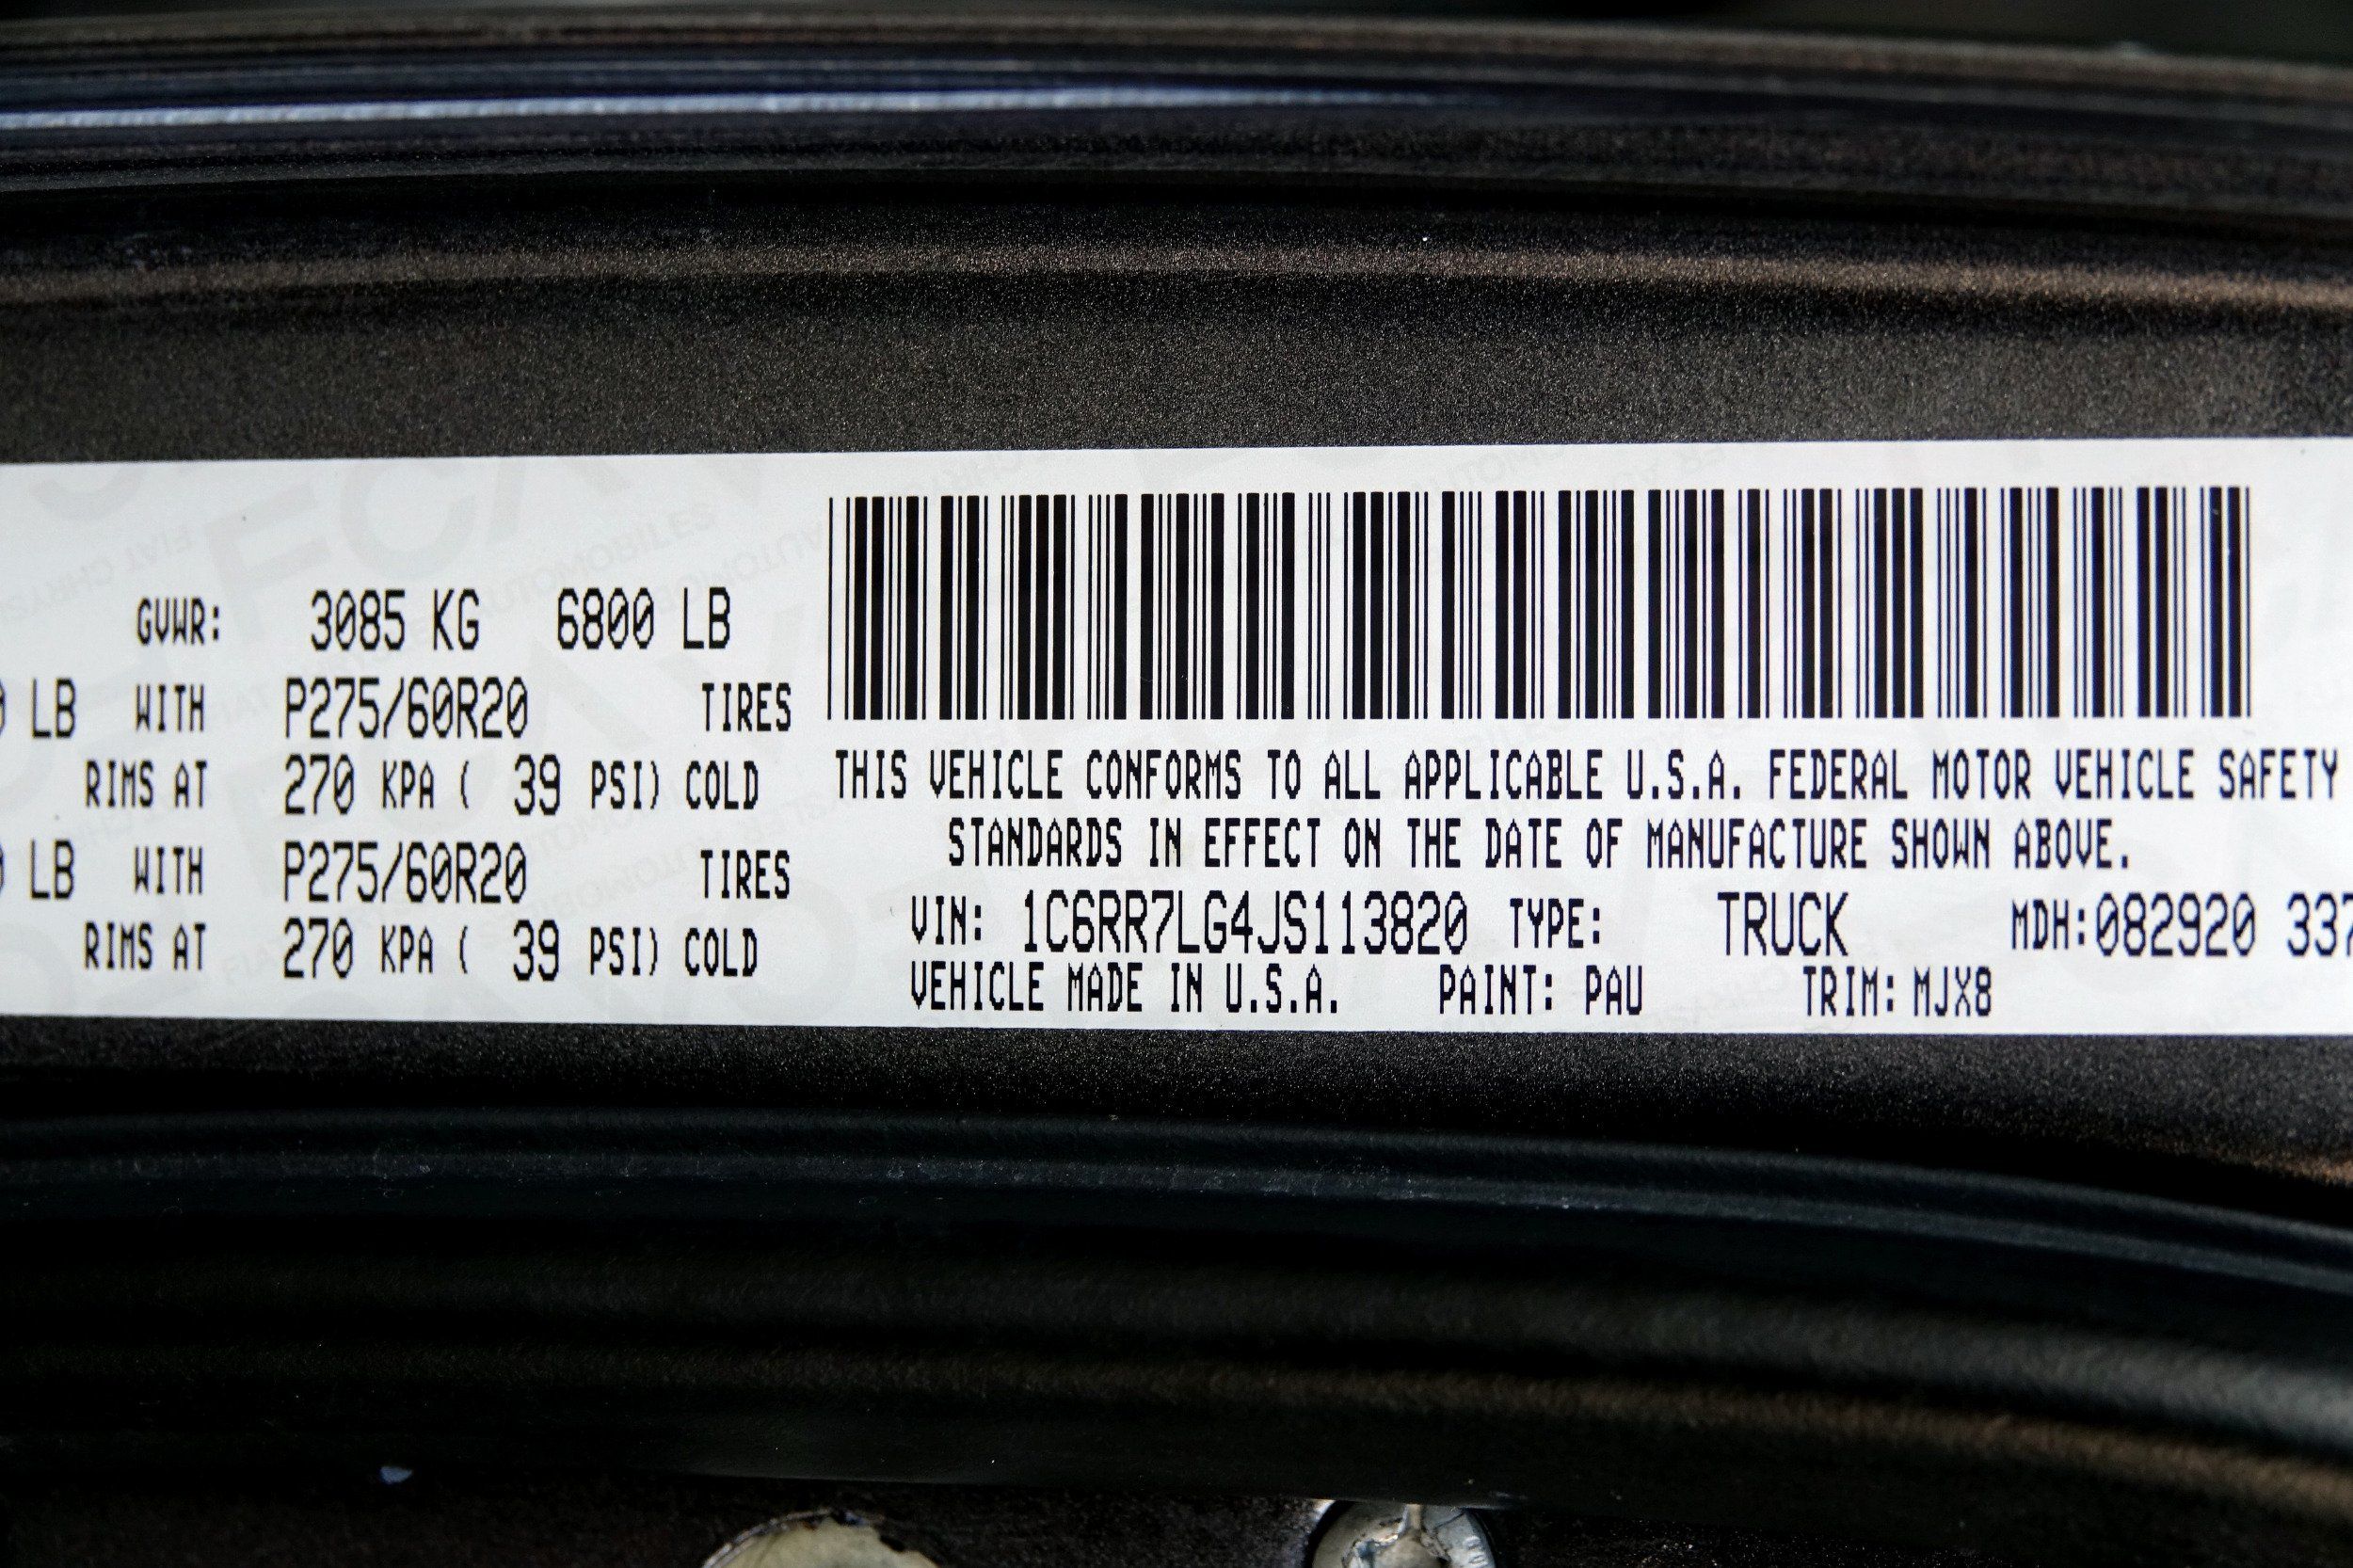 GVWR: 3085 KG 6800 LB
LB WITH P275/60R20 TIRES
RIMS AT 270 KPA ( 39 PSI) COLD
LB WITH P275/60R20 TIRES
RIMS AT 270 KPA ( 39 PSI) COLD
THIS VEHICLE CONFORMS TO ALL APPLICABLE U.S.A. FEDERAL MOTOR VEHICLE SAFETY
STANDARDS IN EFFECT ON THE DATE OF MANUFACTURE SHOWN ABOVE.
VIN: 1C6RR7LG4JS113820 TYPE: TRUCK MDH:082920 337
VEHICLE MADE IN U.S.A. PAINT: PAU TRIM: MJX8